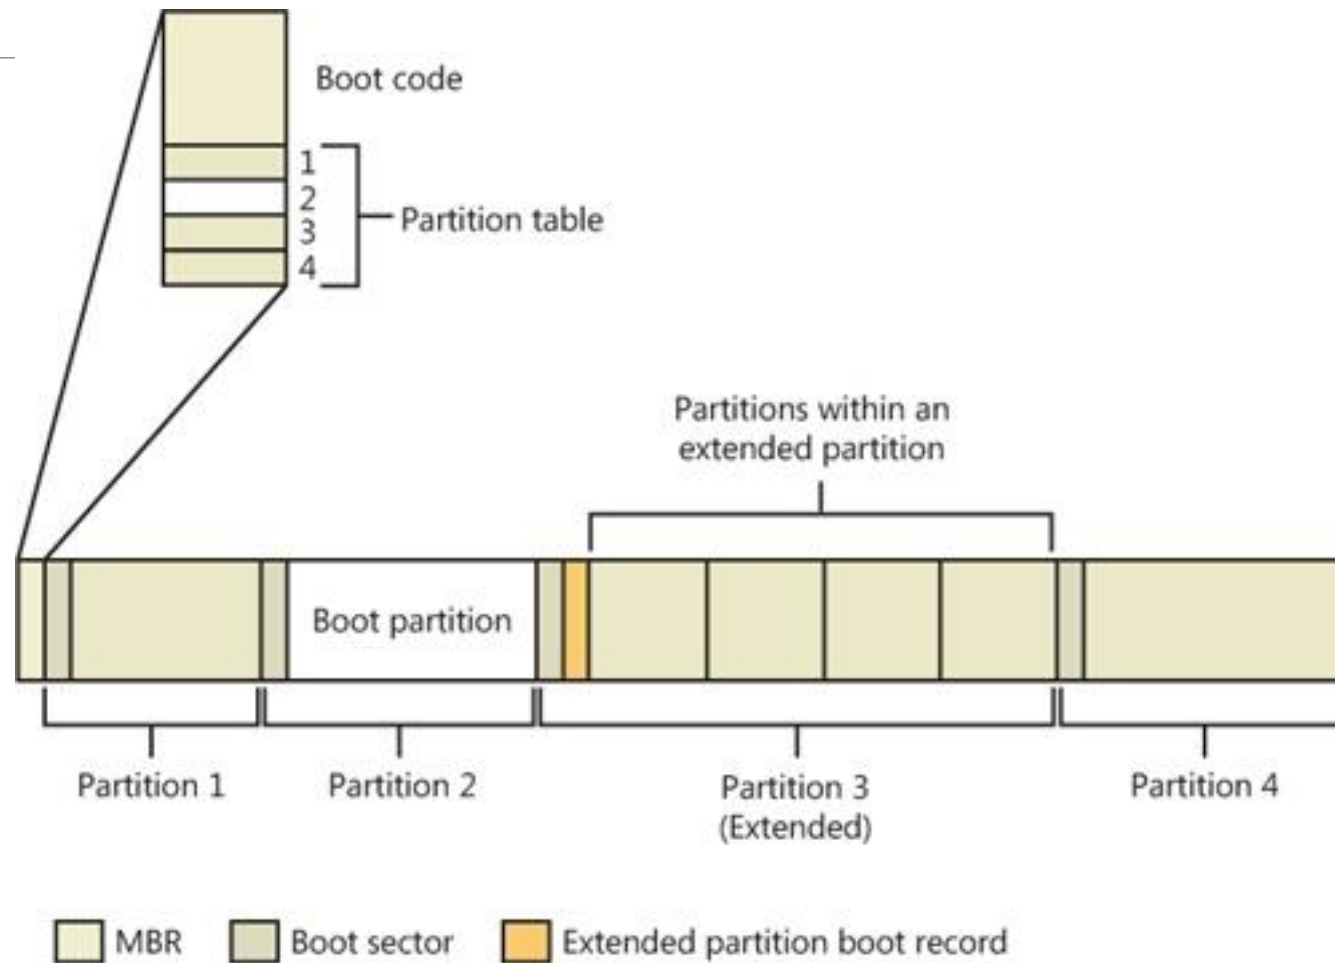 Boot code
1
2
3
4
Partition table
Partitions within an
extended partition
Boot partition
Partition 1
Partition 2
Partition 3
(Extended)
Partition 4
MBR
Boot sector
Extended partition boot record